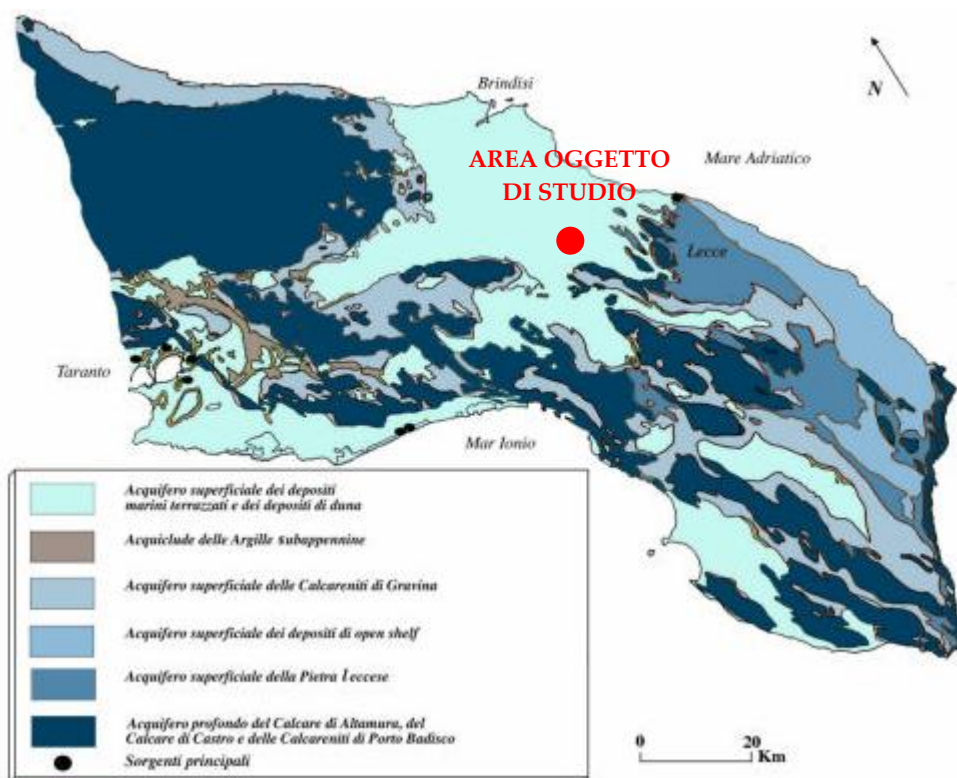 Brindisi
N
AREA OGGETTO
DI STUDIO
Mare Adriatico
Lecce
Taranto
Mar Ionio
Acquifero superficiale dei depositi
marini terrazzati e dei depositi di duna
Acquiclude delle Argille subappennine
Acquifero superficiale delle Calcareniti di Gravina
Acquifero superficiale dei depositi di open shelf
Acquifero superficiale della Pietra leccese
Acquifero profondo del Calcare di Altamura, del
Calcare di Castro e delle Calcareniti di Porto Badisco
Sorgenti principali
0 20
Km